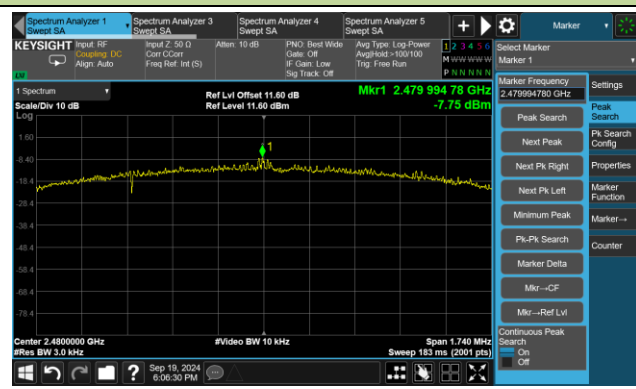 Spectrum Analyzer 1
Swept SA
Spectrum Analyzer 3
Swept SA
Spectrum Analyzer 4
Swept SA
Spectrum Analyzer 5
Swept SA
Marker
KEYSIGHT
Input: RF
Coupling: DC
Align: Auto
Input Z: 50 Ω
Corr CCorr
Freq Ref: Int (S)
Atten: 10 dB
PNO: Best Wide
Gate: Off
IF Gain: Low
Sig Track: Off
Avg Type: Log-Power
Avg|Hold:>100/100
Trig: Free Run
1 2 3 4 5 6
M W W W W W
P N N N N N
LW
Select Marker
Marker 1
1 Spectrum
Scale/Div 10 dB
Log
Ref Lvl Offset 11.60 dB
Ref Level 11.60 dBm
Mkr1 2.479 994 78 GHz
-7.75 dBm
1.60
-8.40
-18.4
-28.4
-38.4
-48.4
-58.4
-68.4
-78.4
1
Center 2.4800000 GHz
#Res BW 3.0 kHz
#Video BW 10 kHz
Span 1.740 MHz
Sweep 183 ms (2001 pts)
Marker Frequency
2.479994780 GHz
Peak Search
Next Peak
Next Pk Right
Next Pk Left
Minimum Peak
Pk-Pk Search
Marker Delta
Mkr→CF
Mkr→Ref Lvl
Continuous Peak
Search
On
Off
Settings
Peak
Search
Pk Search
Config
Properties
Marker
Function
Marker→
Counter
?
Sep 19, 2024
6:06:30 PM